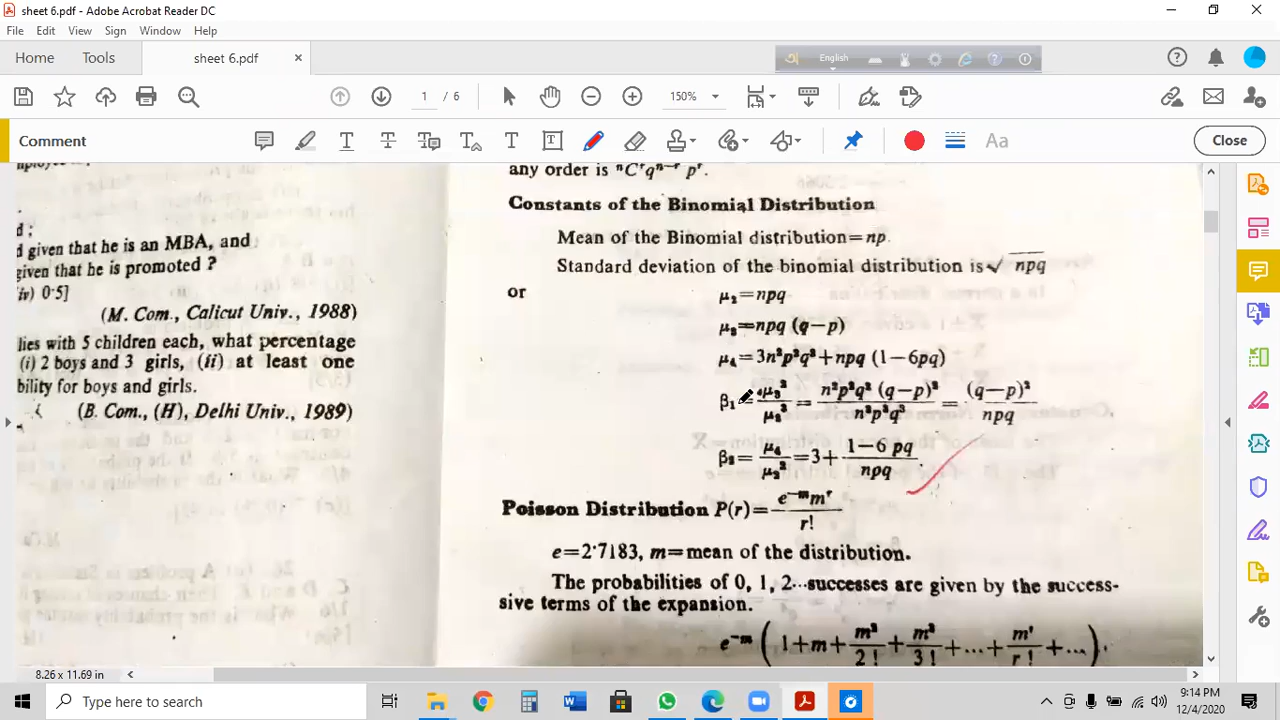 sheet 6.pdf - Adobe Acrobat Reader DC
File Edit View Sign Window Help
Home Tools sheet 6.pdf × English
1 / 6 150%
Comment Close
any order is ⁿCʳqⁿ⁻ʳ pʳ.
Constants of the Binomial Distribution
Mean of the Binomial distribution=np.
Standard deviation of the binomial distribution is √npq
or μ₂=npq
μ₃=npq (q−p)
μ₄=3n²p²q²+npq (1−6pq)
β₁= μ₃²/μ₂³ = n²p²q² (q−p)²/n³p³q³ = (q−p)²/npq
β₂= μ₄/μ₂² =3+ 1−6 pq/npq
Poisson Distribution P(r)= e⁻ᵐmʳ/r!
e=2·7183, m=mean of the distribution.
The probabilities of 0, 1, 2...successes are given by the succes-
sive terms of the expansion.
e⁻ᵐ ( 1+m+ m²/2 ! + m³/3 ! +...+ mʳ/r ! +... ).
d ;
d given that he is an MBA, and
given that he is promoted ?
iv) 0·5]
(M. Com., Calicut Univ., 1988)
lies with 5 children each, what percentage
(i) 2 boys and 3 girls, (ii) at least one
bility for boys and girls.
(B. Com., (H), Delhi Univ., 1989)
8.26 x 11.69 in
Type here to search
9:14 PM
12/4/2020